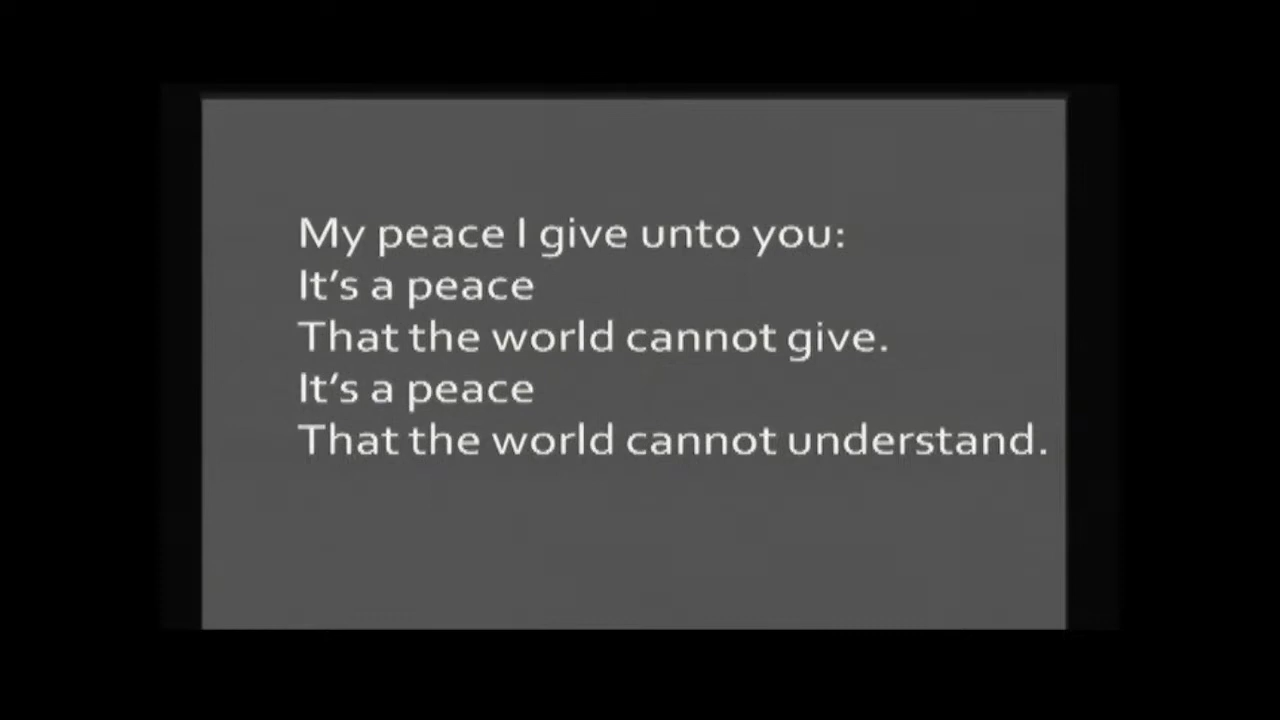 My peace I give unto you:
It’s a peace
That the world cannot give.
It’s a peace
That the world cannot understand.